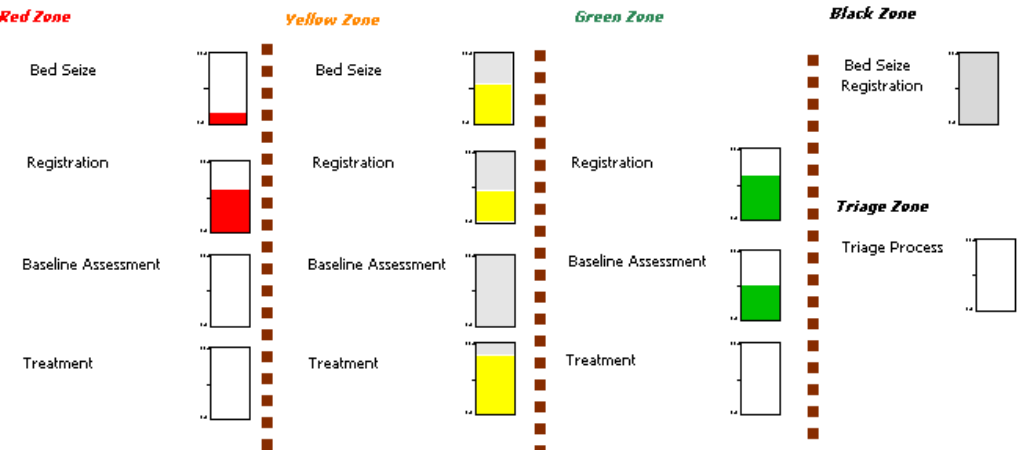 Red Zone
Bed Seize
Registration
Baseline Assessment
Treatment
Yellow Zone
Bed Seize
Registration
Baseline Assessment
Treatment
Green Zone
Registration
Baseline Assessment
Treatment
Black Zone
Bed Seize
Registration
Triage Zone
Triage Process